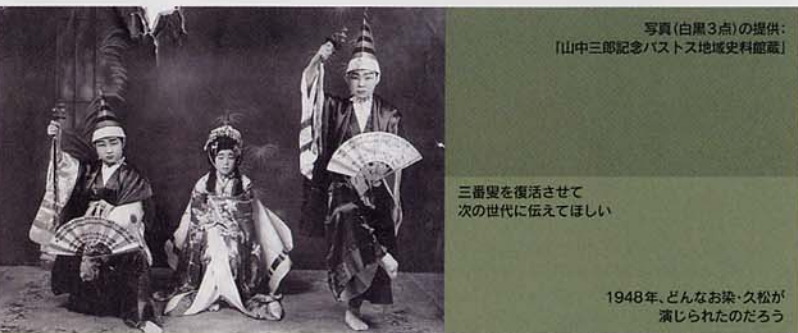 写真(白黒3点)の提供:
「山中三郎記念バストス地域史料館蔵」
三番叟を復活させて
次の世代に伝えてほしい
1948年、どんなお染・久松が
演じられたのだろう